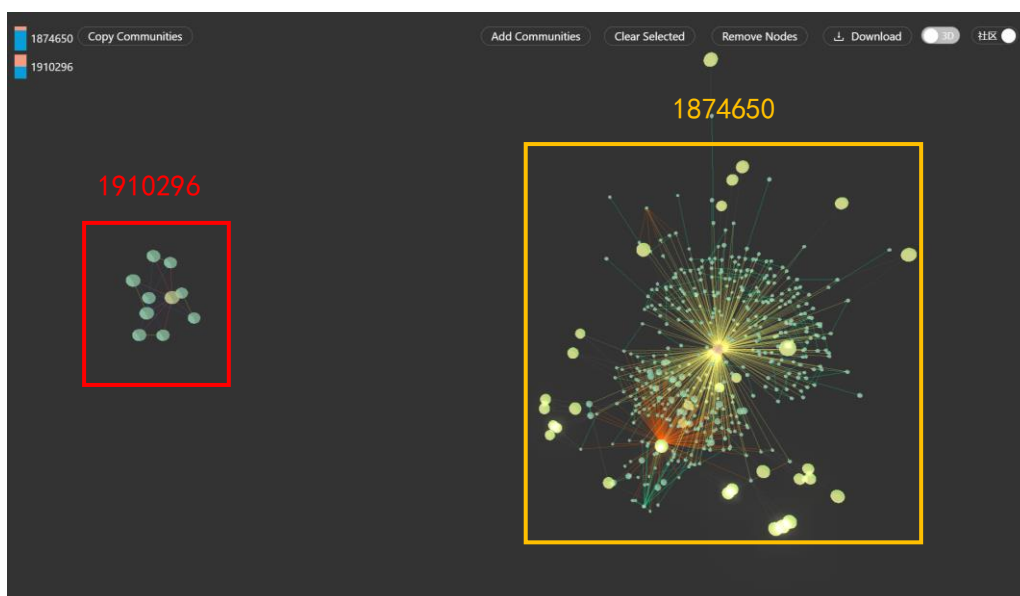 1874650 Copy Communities Add Communities Clear Selected Remove Nodes Download 3D 社区
1910296
1874650
1910296